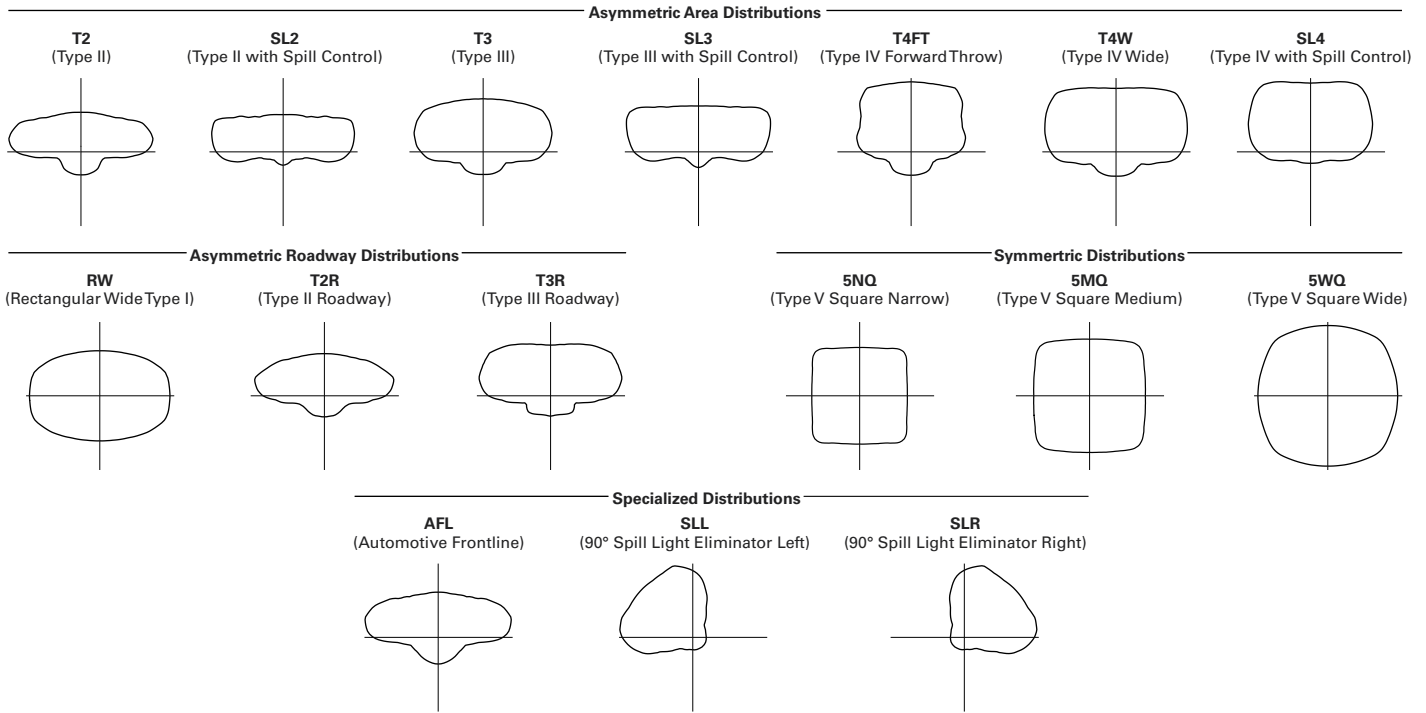 Asymmetric Area Distributions
T2
(Type II)
SL2
(Type II with Spill Control)
T3
(Type III)
SL3
(Type III with Spill Control)
T4FT
(Type IV Forward Throw)
T4W
(Type IV Wide)
SL4
(Type IV with Spill Control)
Asymmetric Roadway Distributions
RW
(Rectangular Wide Type I)
T2R
(Type II Roadway)
T3R
(Type III Roadway)
Symmertric Distributions
5NQ
(Type V Square Narrow)
5MQ
(Type V Square Medium)
5WQ
(Type V Square Wide)
Specialized Distributions
AFL
(Automotive Frontline)
SLL
(90° Spill Light Eliminator Left)
SLR
(90° Spill Light Eliminator Right)